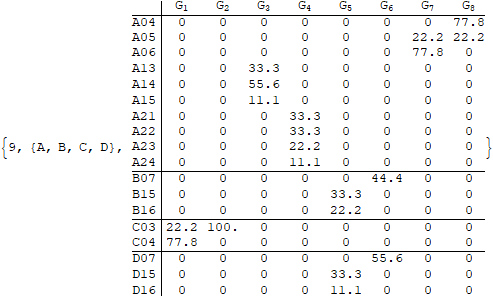 G1 G2 G3 G4 G5 G6 G7 G8
A04 0 0 0 0 0 0 0 77.8
A05 0 0 0 0 0 0 22.2 22.2
A06 0 0 0 0 0 0 77.8 0
A13 0 0 33.3 0 0 0 0 0
A14 0 0 55.6 0 0 0 0 0
A15 0 0 11.1 0 0 0 0 0
A21 0 0 0 33.3 0 0 0 0
A22 0 0 0 33.3 0 0 0 0
{9, {A, B, C, D}, A23 0 0 0 22.2 0 0 0 0 }
A24 0 0 0 11.1 0 0 0 0
B07 0 0 0 0 0 44.4 0 0
B15 0 0 0 0 33.3 0 0 0
B16 0 0 0 0 22.2 0 0 0
C03 22.2 100. 0 0 0 0 0 0
C04 77.8 0 0 0 0 0 0 0
D07 0 0 0 0 0 55.6 0 0
D15 0 0 0 0 33.3 0 0 0
D16 0 0 0 0 11.1 0 0 0